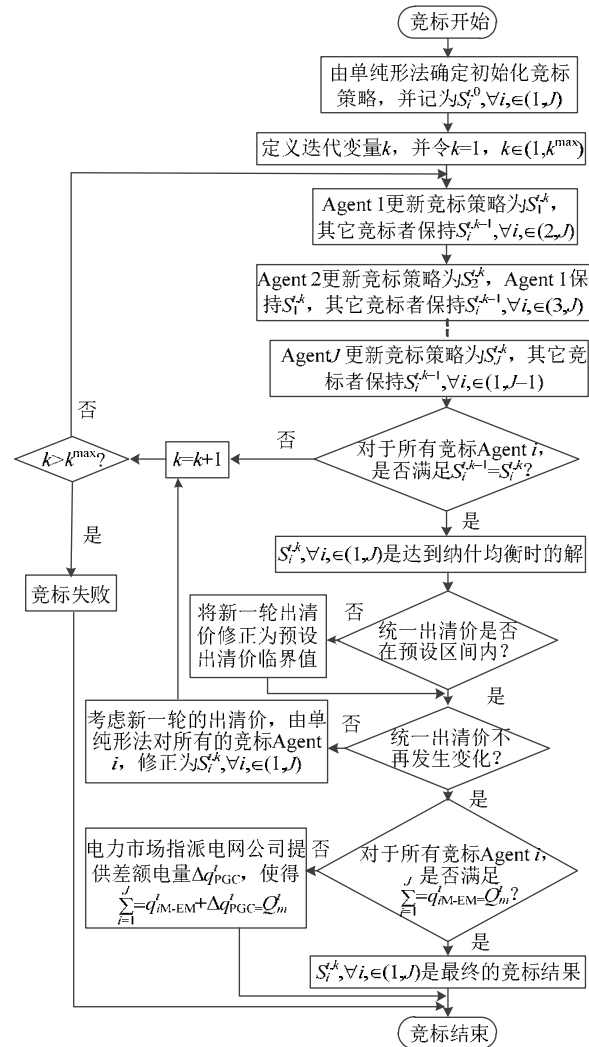 竞标开始
由单纯形法确定初始化竞标
策略，并记为S_i^{t,0},∀i,∈(1,J)
定义迭代变量k，并令k=1，k∈(1,k^{max})
Agent 1更新竞标策略为S_1^{t,k}，
其它竞标者保持S_i^{t,k-1},∀i,∈(2,J)
Agent 2更新竞标策略为S_2^{t,k}，Agent 1保
持S_1^{t,k}，其它竞标者保持S_i^{t,k-1},∀i,∈(3,J)
AgentJ 更新竞标策略为S_J^{t,k}，其它竞
标者保持S_i^{t,k-1},∀i,∈(1,J-1)
否
k>k^{max}?
k=k+1
否
对于所有竞标Agent i，
是否满足S_i^{t,k-1}=S_i^{t,k}?
是
是
S_i^{t,k},∀i,∈(1,J)是达到纳什均衡时的解
竞标失败
将新一轮出清
价修正为预设
出清价临界值
否
统一出清价是否
在预设区间内?
是
考虑新一轮的出清价，由单
纯形法对所有的竞标Agent
i，修正为S_i^{t,k},∀i,∈(1,J)
否
统一出清价不
再发生变化?
是
电力市场指派电网公司提
供差额电量Δq_{PGC}^t，使得
\sum_{i=1}^{J}=q_{iM-EM}^t+Δq_{PGC}^t=Q_m^t
否
对于所有竞标Agent i，
是否满足
\sum_{i=1}^{J}=q_{iM-EM}^t=Q_m^t?
是
S_i^{t,k},∀i,∈(1,J)是最终的竞标结果
竞标结束